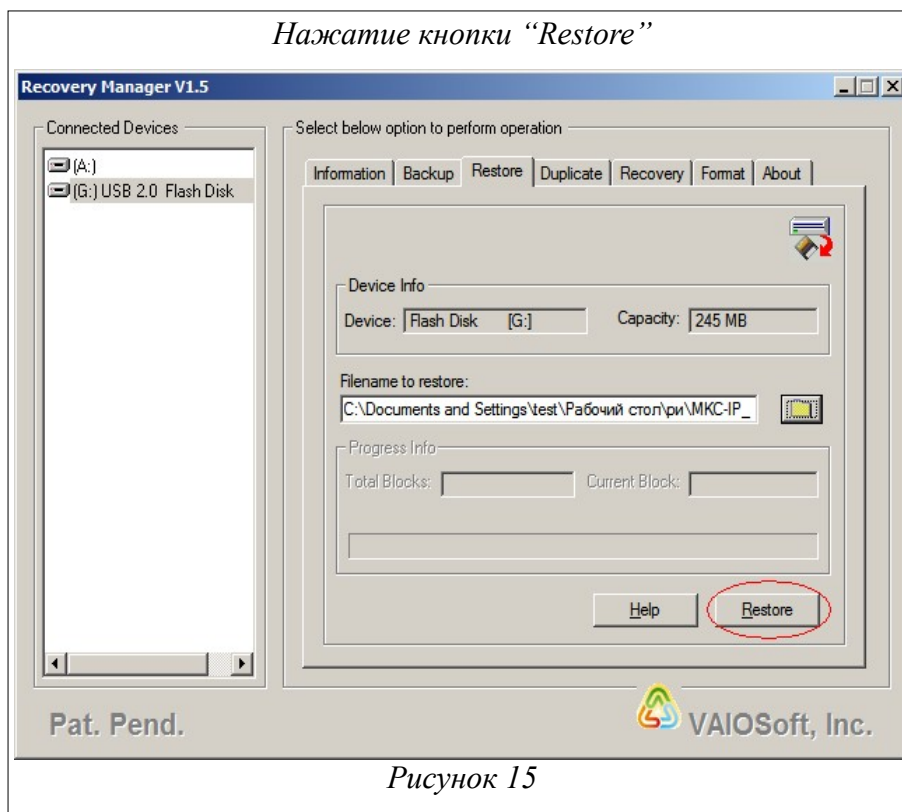 Нажатие кнопки “Restore”
Recovery Manager V1.5
Connected Devices
(A:)
(G:) USB 2.0 Flash Disk
Select below option to perform operation
Information Backup Restore Duplicate Recovery Format About
Device Info
Device: Flash Disk [G:] Capacity: 245 MB
Filename to restore:
C:\Documents and Settings\test\Рабочий стол\ри\MKC-IP_
Progress Info
Total Blocks: Current Block:
Help Restore
Pat. Pend. VAIOSoft, Inc.
Рисунок 15